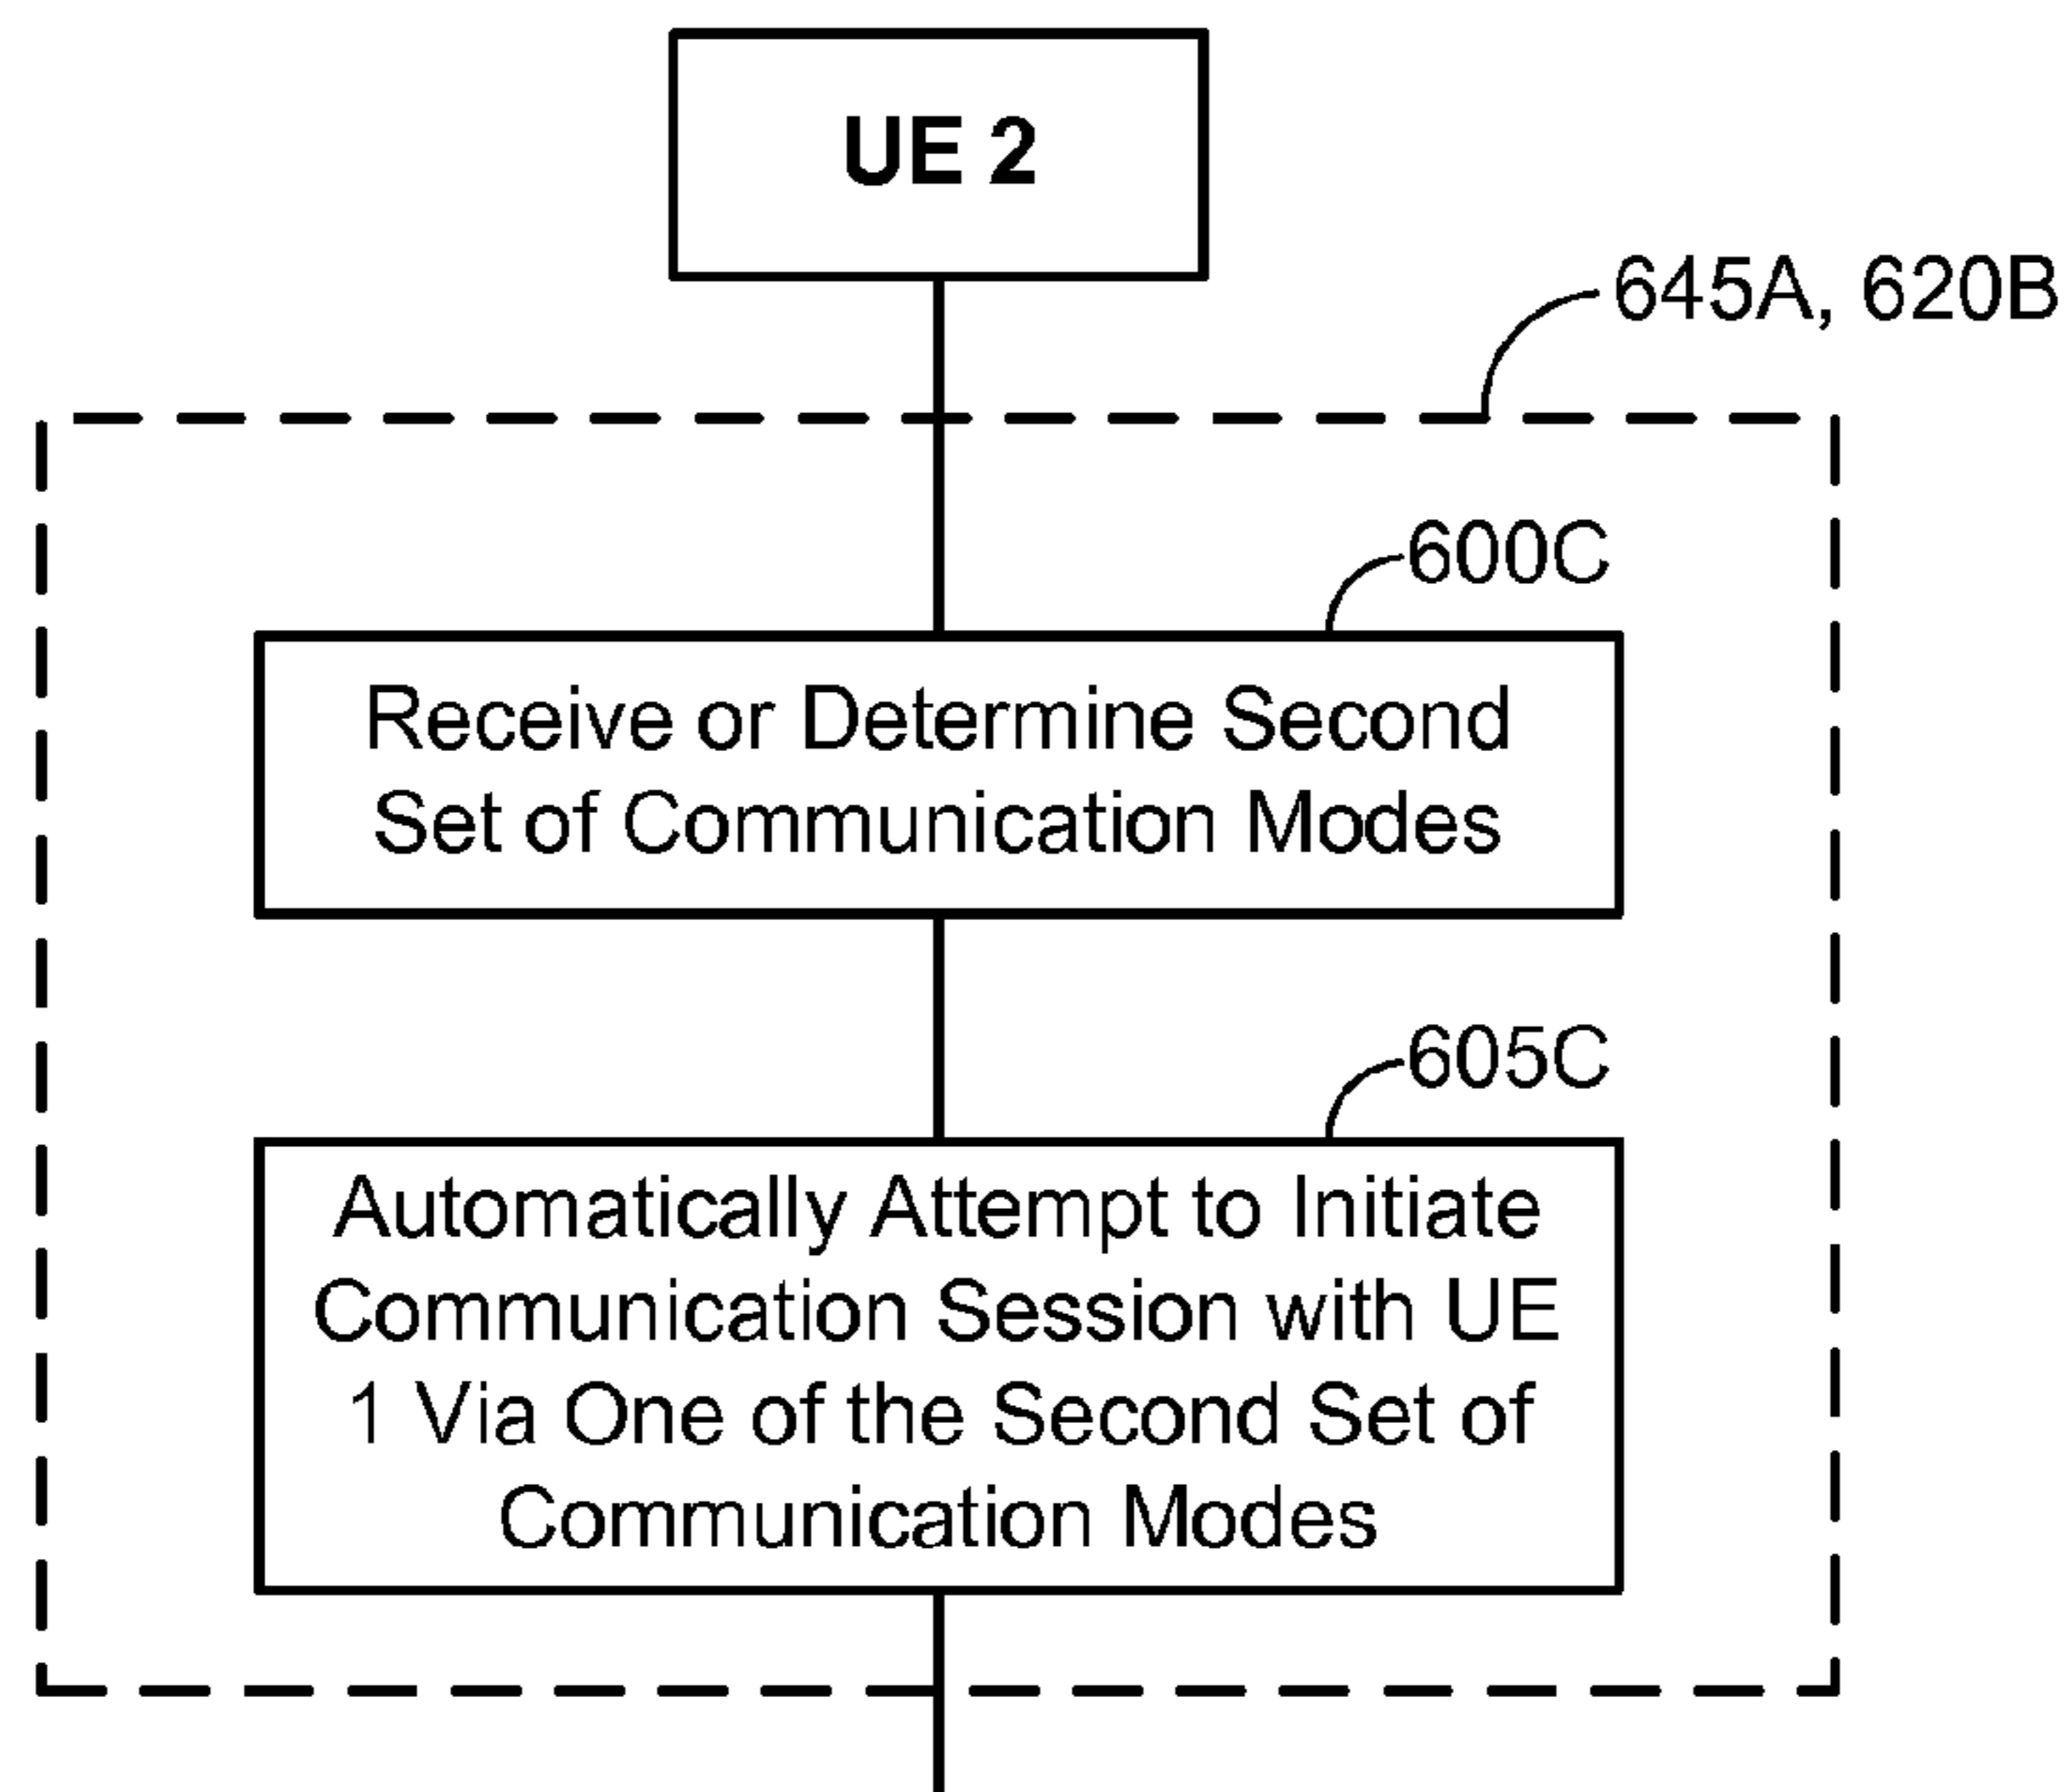 UE 2
645A, 620B
600C
Receive or Determine Second
Set of Communication Modes
605C
Automatically Attempt to Initiate
Communication Session with UE
1 Via One of the Second Set of
Communication Modes